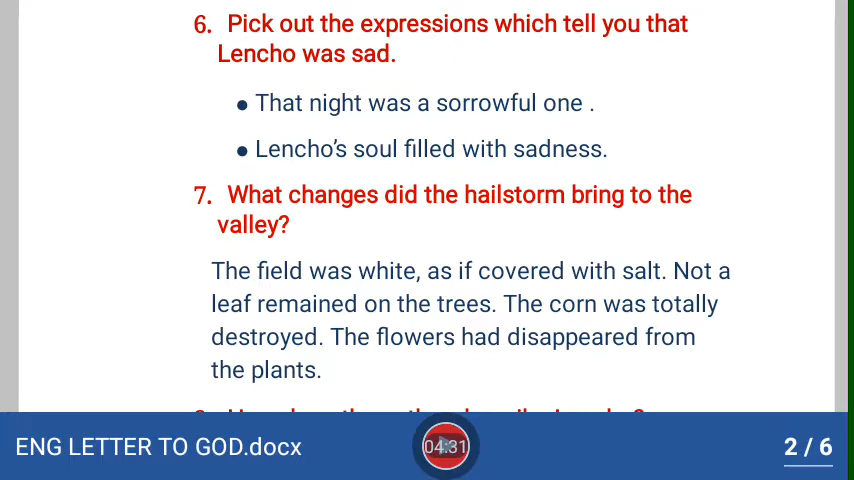 6. Pick out the expressions which tell you that
Lencho was sad.
● That night was a sorrowful one .
● Lencho's soul filled with sadness.
7. What changes did the hailstorm bring to the
valley?
The field was white, as if covered with salt. Not a
leaf remained on the trees. The corn was totally
destroyed. The flowers had disappeared from
the plants.
ENG LETTER TO GOD.docx
04:31
2 / 6